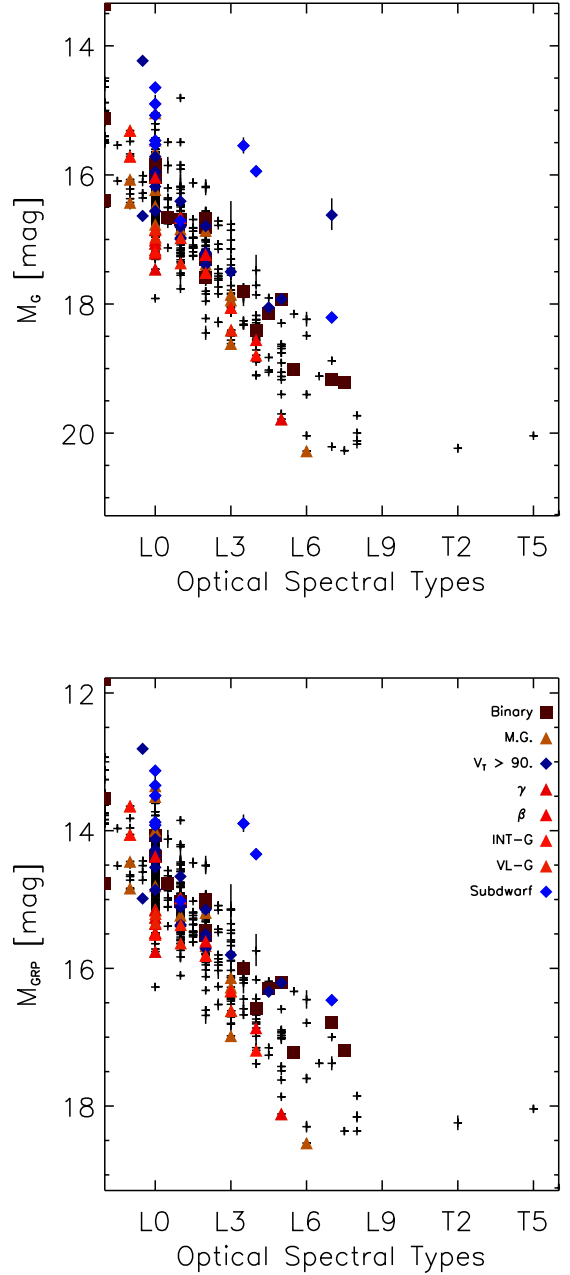 14
16
18
20
M_G [mag]
L0 L3 L6 L9 T2 T5
Optical Spectral Types
12
14
16
18
M_GRP [mag]
Binary
M.G.
V_T > 90.
γ
β
INT-G
VL-G
Subdwarf
L0 L3 L6 L9 T2 T5
Optical Spectral Types